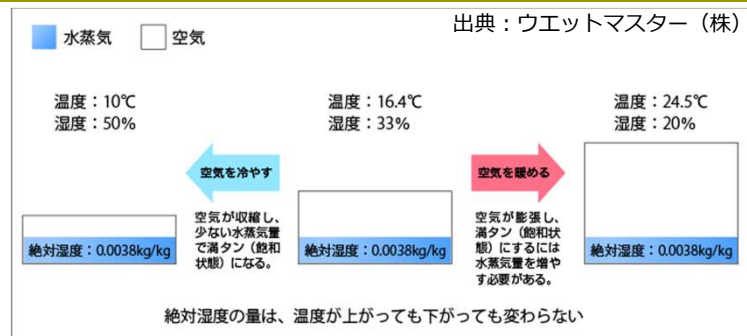 出典：ウエットマスター（株）
水蒸気 空気
温度：10℃
湿度：50%
温度：16.4℃
湿度：33%
温度：24.5℃
湿度：20%
空気を冷やす
空気を暖める
空気が収縮し、
少ない水蒸気量
で満タン（飽和
状態）になる。
空気が膨張し、
満タン（飽和状
態）にするには
水蒸気量を増や
す必要がある。
絶対湿度：0.0038kg/kg
絶対湿度：0.0038kg/kg
絶対湿度：0.0038kg/kg
絶対湿度の量は、温度が上がっても下がっても変わらない